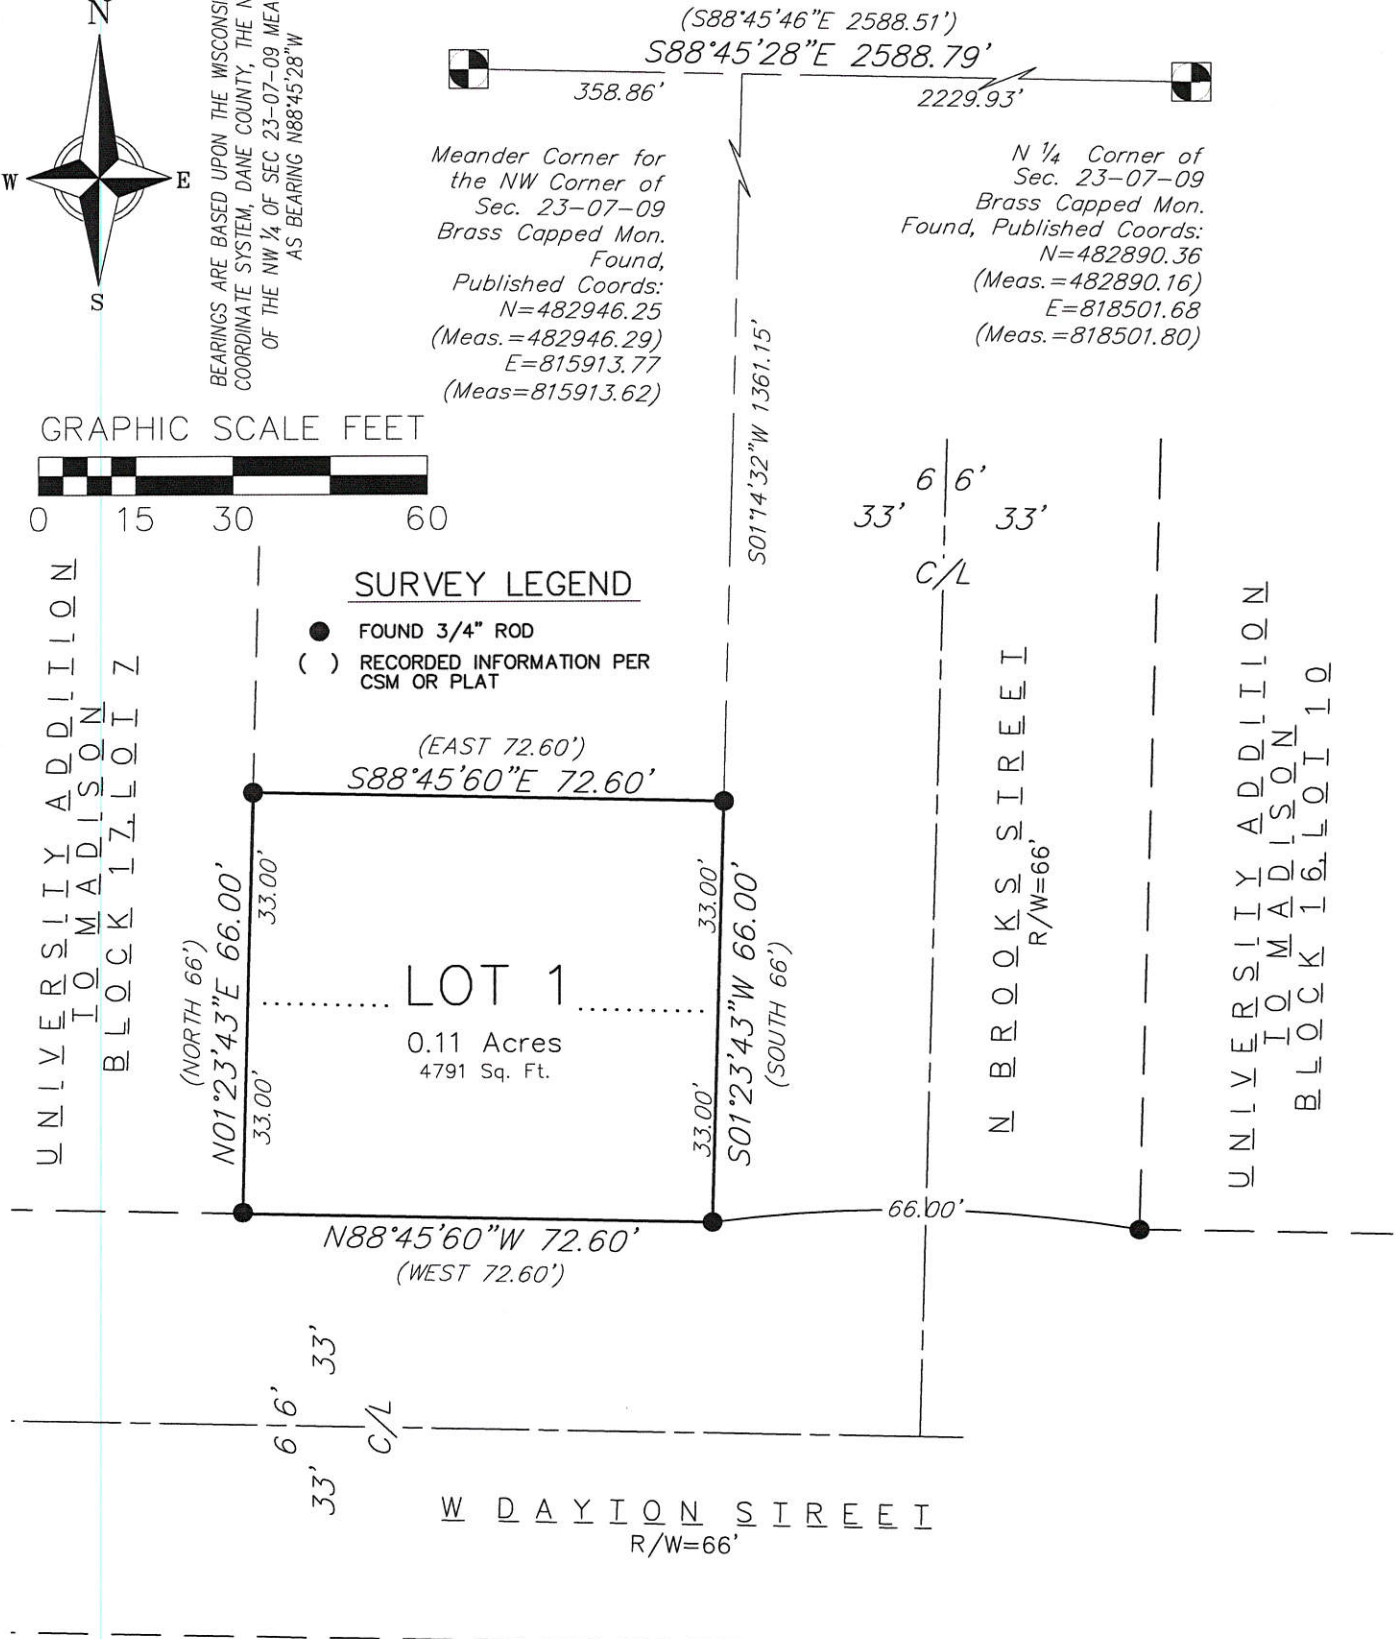 N
W
E
S
BEARINGS ARE BASED UPON THE WISCONSI
COORDINATE SYSTEM, DANE COUNTY, THE N
OF THE NW ¼ OF SEC 23-07-09 MEA
AS BEARING N88°45'28"W
(S88°45'46"E 2588.51')
S88°45'28"E 2588.79'
358.86'
2229.93'
Meander Corner for
the NW Corner of
Sec. 23-07-09
Brass Capped Mon.
Found,
Published Coords:
N=482946.25
(Meas.=482946.29)
E=815913.77
(Meas=815913.62)
N ¼ Corner of
Sec. 23-07-09
Brass Capped Mon.
Found, Published Coords:
N=482890.36
(Meas.=482890.16)
E=818501.68
(Meas.=818501.80)
S01°14'32"W 1361.15'
GRAPHIC SCALE FEET
0 15 30 60
SURVEY LEGEND
FOUND 3/4" ROD
( ) RECORDED INFORMATION PER
CSM OR PLAT
66'
33' 33'
C/L
UNIVERSITY ADDITION
TO MADISON
BLOCK 17, LOT 7
(EAST 72.60')
S88°45'60"E 72.60'
(NORTH 66')
N01°23'43"E 66.00'
33.00'
33.00'
LOT 1
0.11 Acres
4791 Sq. Ft.
33.00'
33.00'
S01°23'43"W 66.00'
(SOUTH 66')
N88°45'60"W 72.60'
(WEST 72.60')
N BROOKS STREET
R/W=66'
UNIVERSITY ADDITION
TO MADISON
BLOCK 16, LOT 10
66.00'
33'
66'
33'
C/L
W DAYTON STREET
R/W=66'